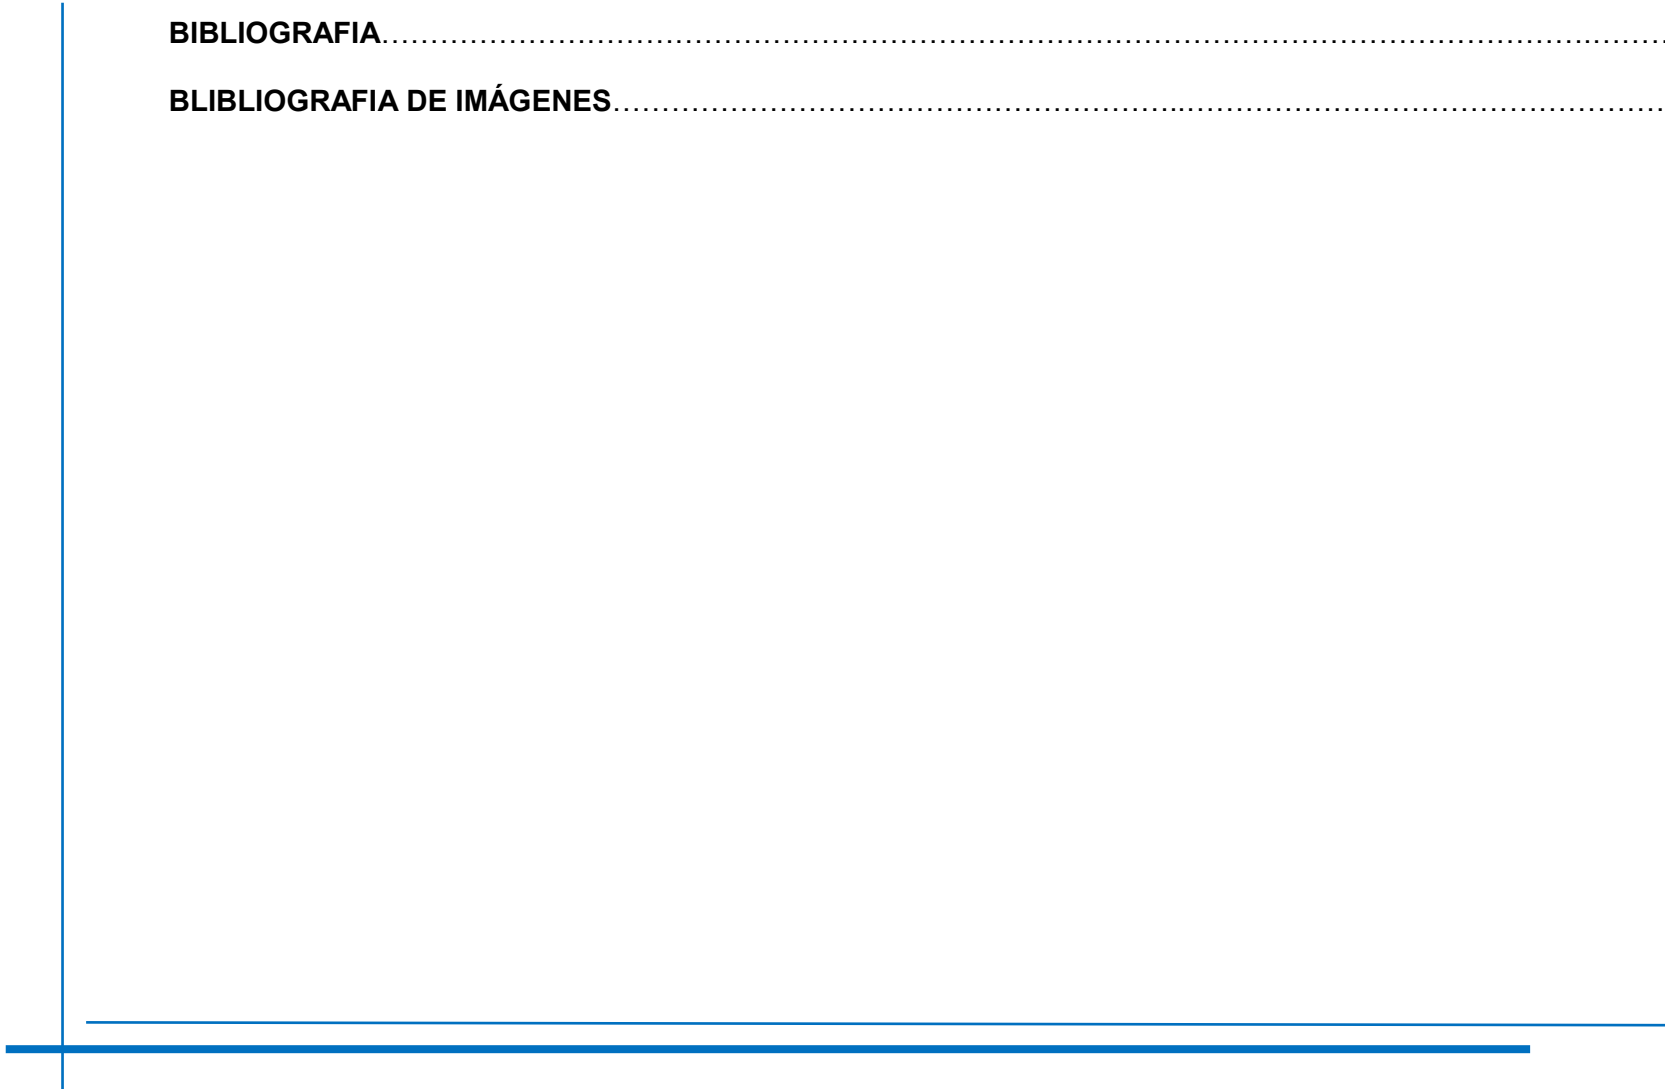 BIBLIOGRAFIA……………………………………………………………………………………………………………………
BLIBLIOGRAFIA DE IMÁGENES…………………………………………………..…………………………………………